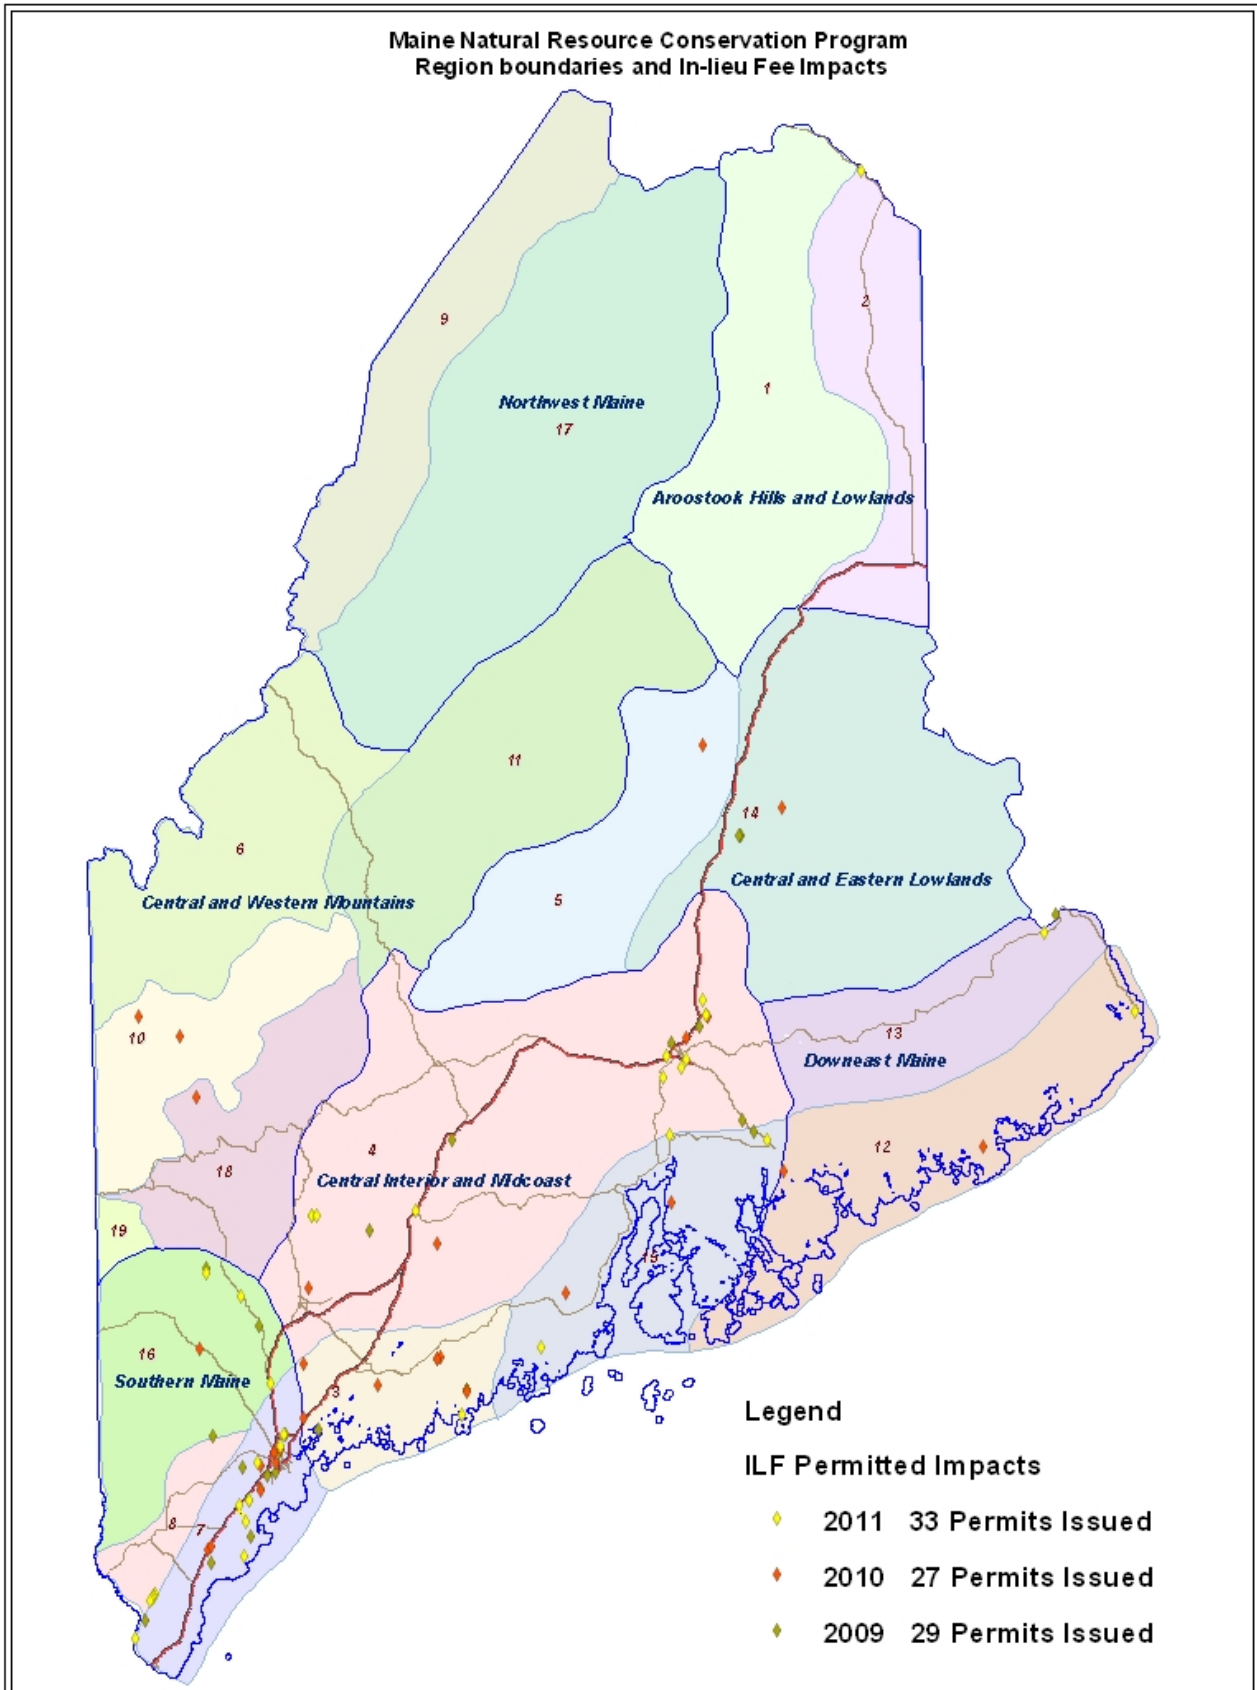 Maine Natural Resource Conservation Program
Region boundaries and In-lieu Fee Impacts
2
9
1
Northwest Maine
17
Aroostook Hills and Lowlands
11
14
6
Central and Eastern Lowlands
5
Central and Western Mountains
13
10
Downeast Maine
12
4
18
Central Interior and Midcoast
19
15
16
Southern Maine
3
8
7
Legend
ILF Permitted Impacts
2011 33 Permits Issued
2010 27 Permits Issued
2009 29 Permits Issued